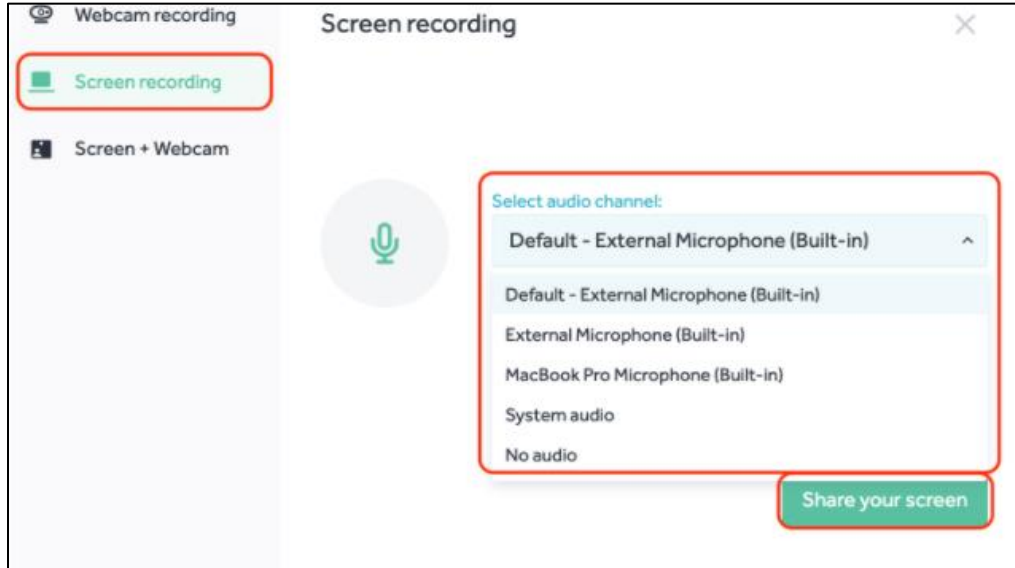 Webcam recording
Screen recording
Screen + Webcam
Screen recording
Select audio channel:
Default - External Microphone (Built-in)
Default - External Microphone (Built-in)
External Microphone (Built-in)
MacBook Pro Microphone (Built-in)
System audio
No audio
Share your screen